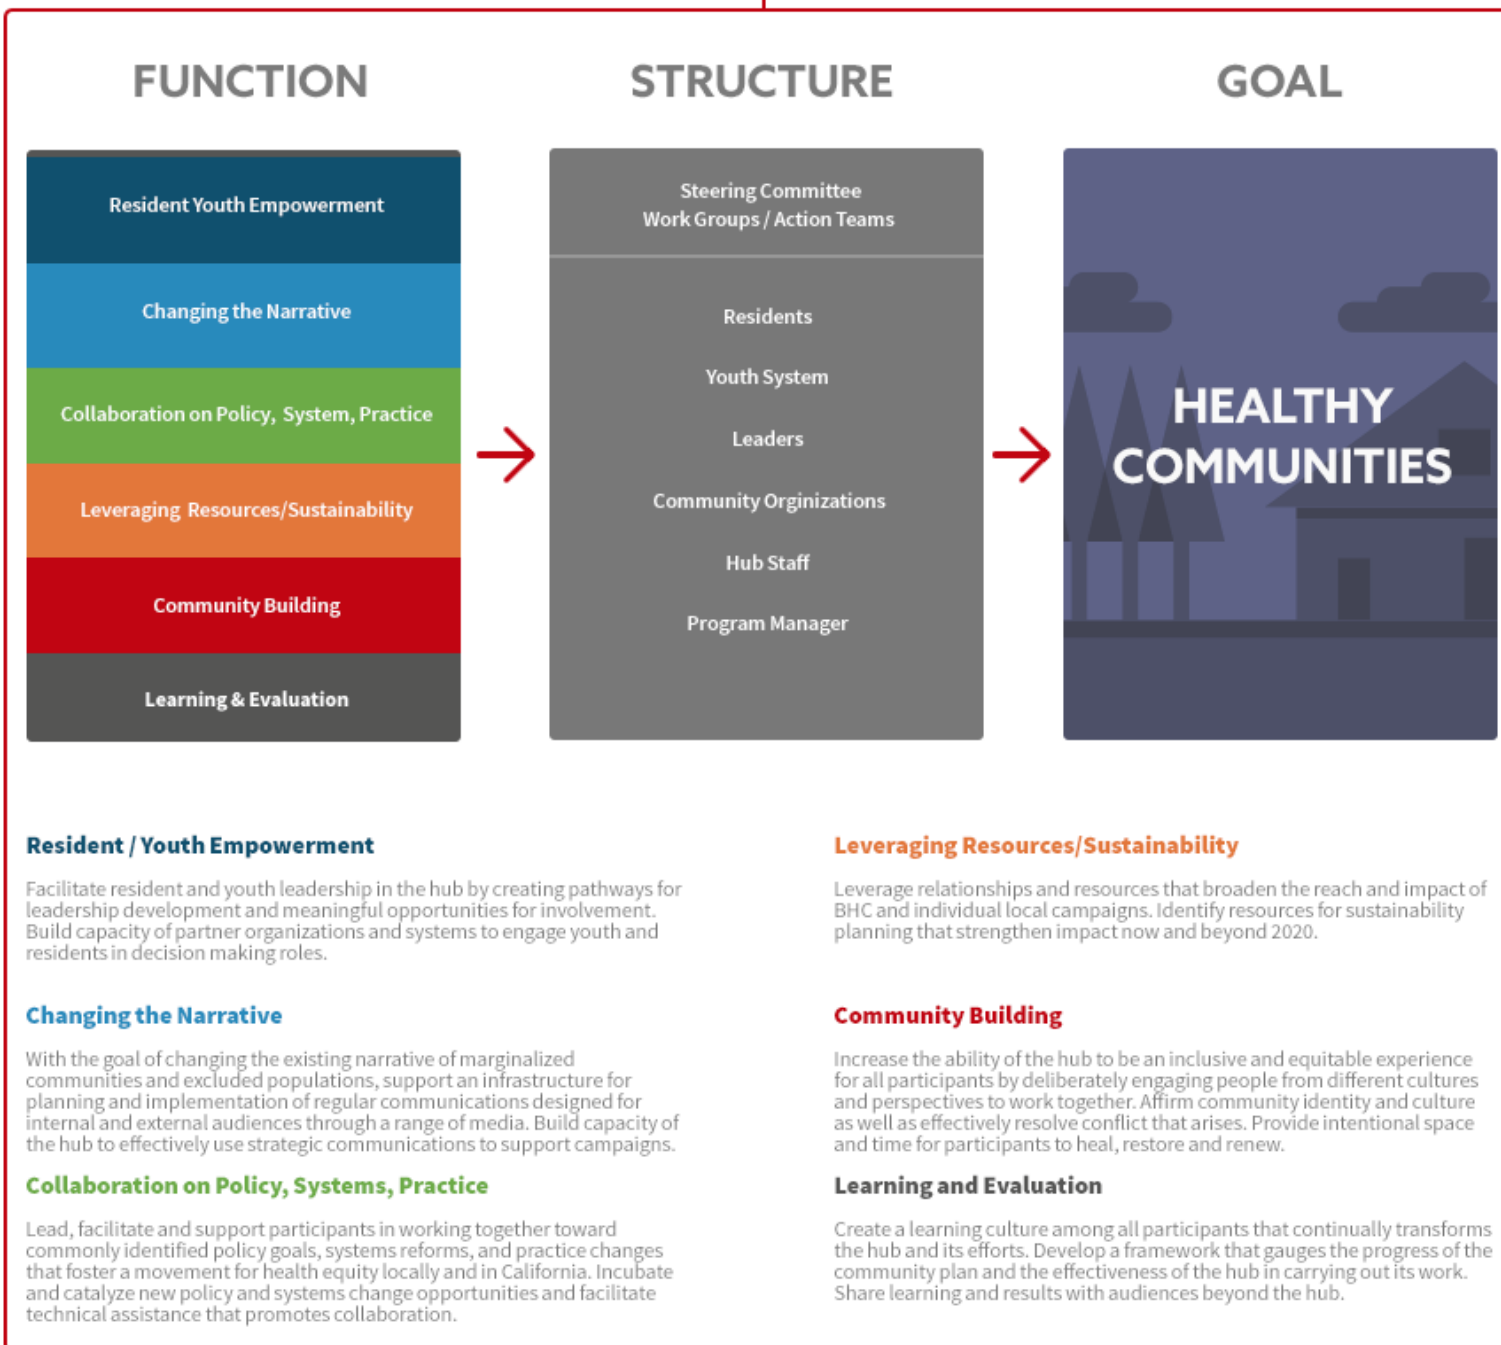 FUNCTION
STRUCTURE
GOAL
Resident Youth Empowerment
Changing the Narrative
Collaboration on Policy, System, Practice
Leveraging Resources/Sustainability
Community Building
Learning & Evaluation
Steering Committee
Work Groups / Action Teams
Residents
Youth System
Leaders
Community Orginizations
Hub Staff
Program Manager
HEALTHY
COMMUNITIES
Resident / Youth Empowerment
Facilitate resident and youth leadership in the hub by creating pathways for
leadership development and meaningful opportunities for involvement.
Build capacity of partner organizations and systems to engage youth and
residents in decision making roles.
Changing the Narrative
With the goal of changing the existing narrative of marginalized
communities and excluded populations, support an infrastructure for
planning and implementation of regular communications designed for
internal and external audiences through a range of media. Build capacity of
the hub to effectively use strategic communications to support campaigns.
Collaboration on Policy, Systems, Practice
Lead, facilitate and support participants in working together toward
commonly identified policy goals, systems reforms, and practice changes
that foster a movement for health equity locally and in California. Incubate
and catalyze new policy and systems change opportunities and facilitate
technical assistance that promotes collaboration.
Leveraging Resources/Sustainability
Leverage relationships and resources that broaden the reach and impact of
BHC and individual local campaigns. Identify resources for sustainability
planning that strengthen impact now and beyond 2020.
Community Building
Increase the ability of the hub to be an inclusive and equitable experience
for all participants by deliberately engaging people from different cultures
and perspectives to work together. Affirm community identity and culture
as well as effectively resolve conflict that arises. Provide intentional space
and time for participants to heal, restore and renew.
Learning and Evaluation
Create a learning culture among all participants that continually transforms
the hub and its efforts. Develop a framework that gauges the progress of the
community plan and the effectiveness of the hub in carrying out its work.
Share learning and results with audiences beyond the hub.